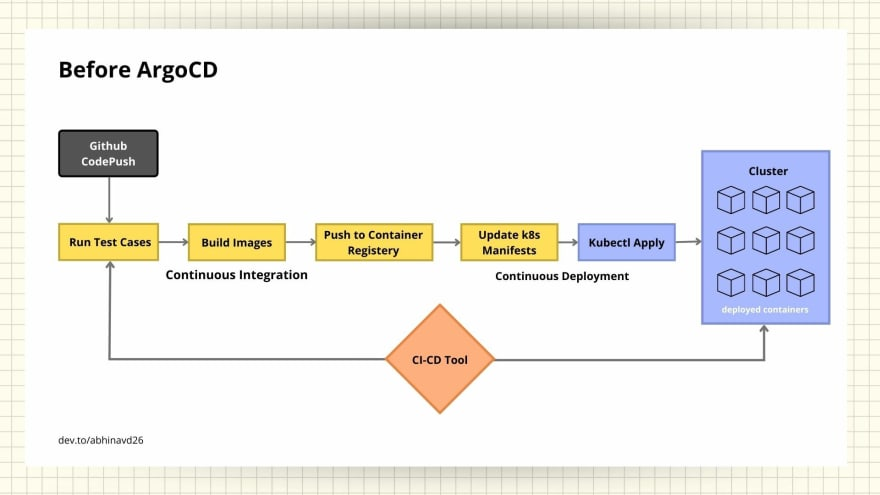 Before ArgoCD
Github
CodePush
Run Test Cases
Build Images
Push to Container
Registery
Update k8s
Manifests
Kubectl Apply
Cluster
deployed containers
Continuous Integration
Continuous Deployment
CI-CD Tool
dev.to/abhinavd26